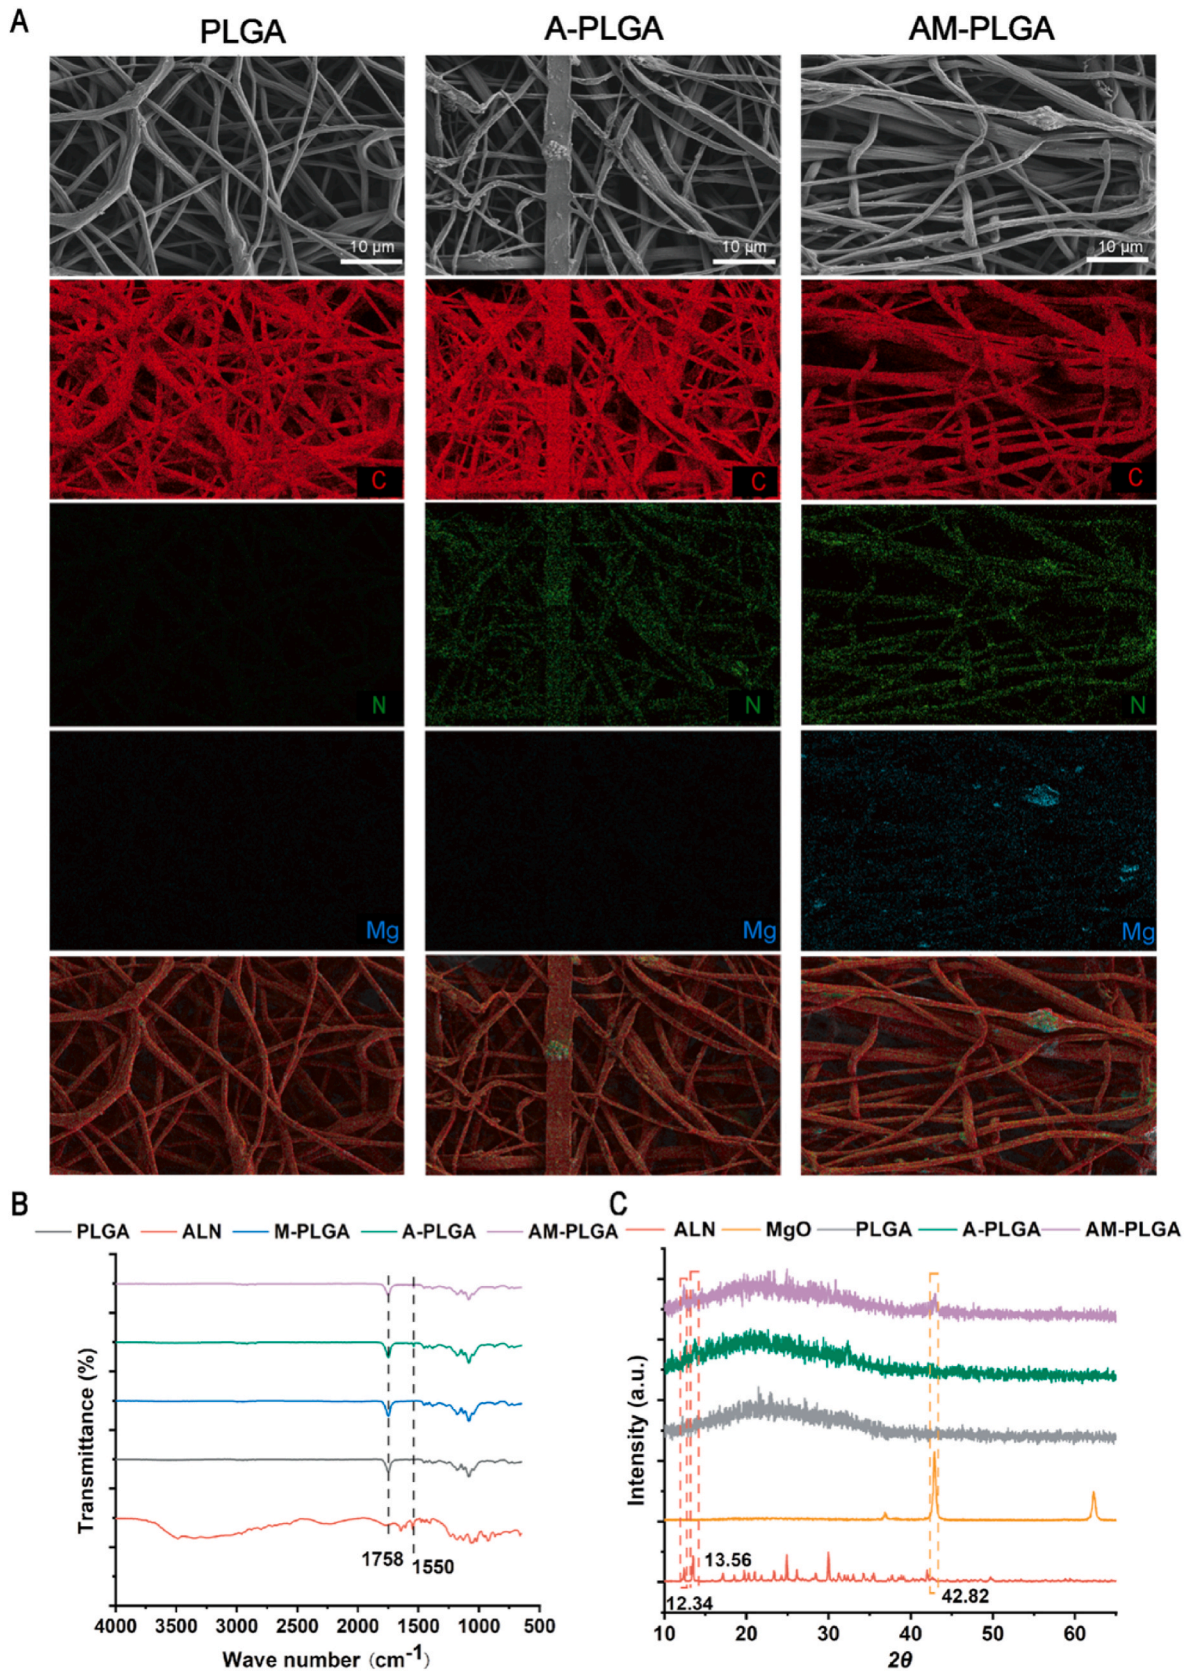 A
PLGA A-PLGA AM-PLGA
10 µm 10 µm 10 µm
C C C
N N N
Mg Mg Mg
B
PLGA ALN M-PLGA A-PLGA AM-PLGA
Transmittance (%)
1758 1550
4000 3500 3000 2500 2000 1500 1000 500
Wave number (cm⁻¹)
C
ALN MgO PLGA A-PLGA AM-PLGA
Intensity (a.u.)
13.56
12.34 42.82
10 20 30 40 50 60
2θ